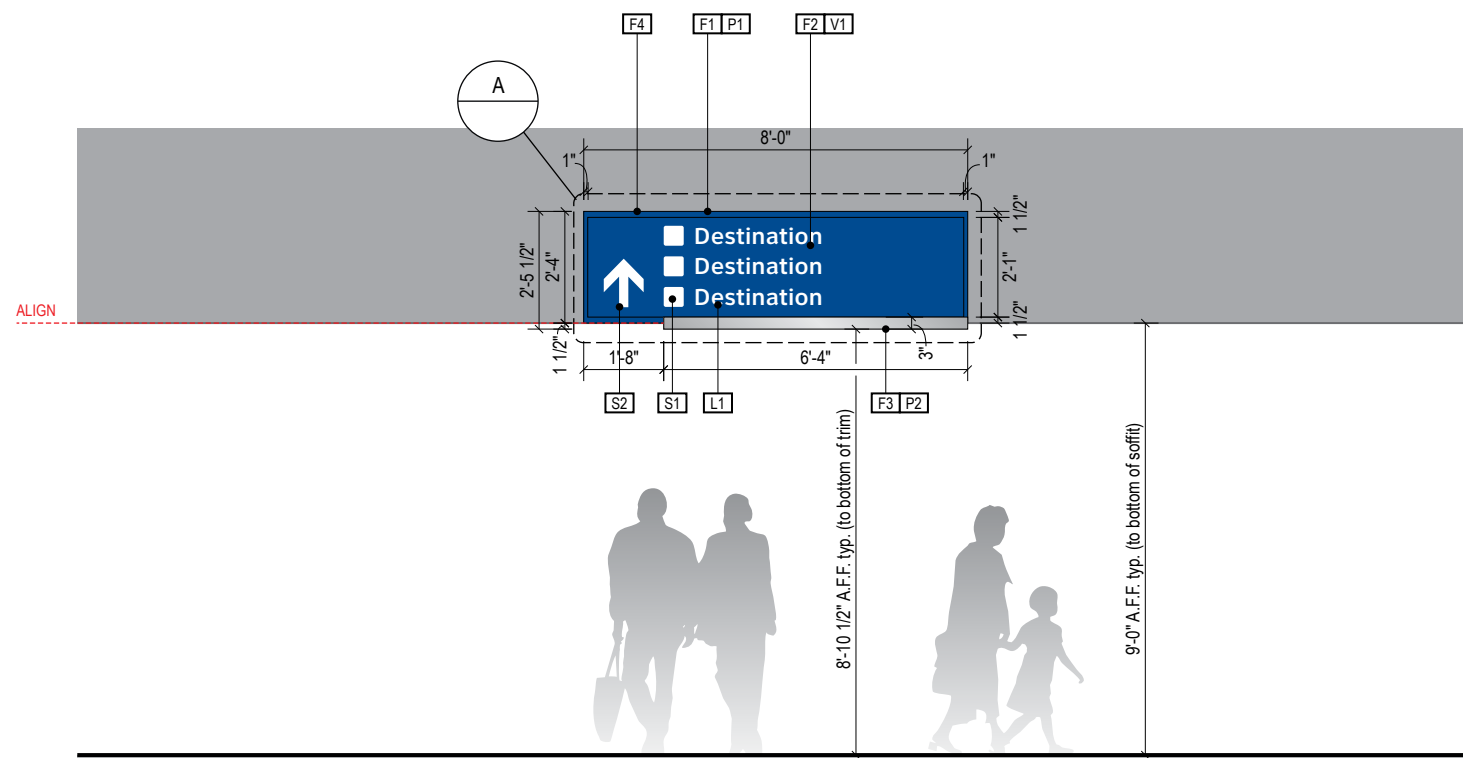 F4
F1 P1
F2 V1
A
8'-0"
1"
1"
1 1/2"
2'-5 1/2"
2'-4"
Destination
Destination
Destination
2'-1"
ALIGN
1 1/2"
1 1/2"
1'-8"
6'-4"
3"
S2
S1
L1
F3 P2
8'-10 1/2" A.F.F. typ. (to bottom of trim)
9'-0" A.F.F. typ. (to bottom of soffit)